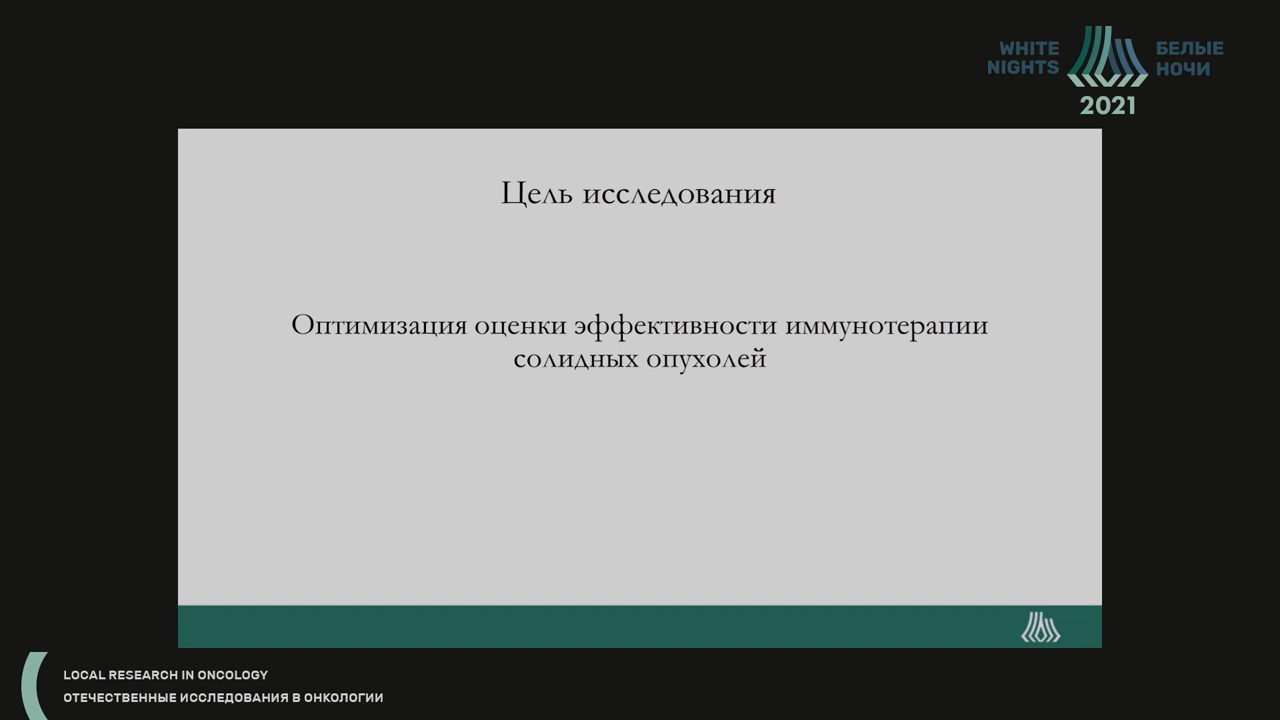 WHITE
NIGHTS
БЕЛЫЕ
НОЧИ
2021
Цель исследования
Оптимизация оценки эффективности иммунотерапии
солидных опухолей
LOCAL RESEARCH IN ONCOLOGY
ОТЕЧЕСТВЕННЫЕ ИССЛЕДОВАНИЯ В ОНКОЛОГИИ